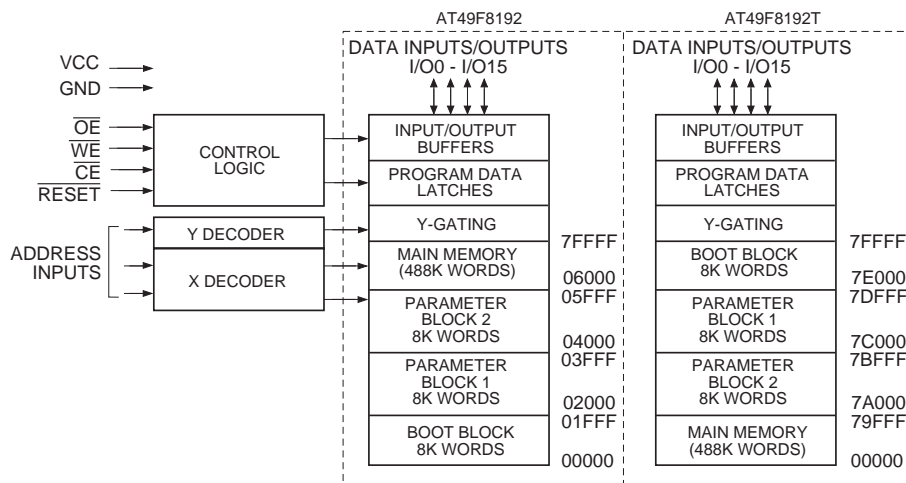 AT49F8192
AT49F8192T
DATA INPUTS/OUTPUTS
I/O0 - I/O15
DATA INPUTS/OUTPUTS
I/O0 - I/O15
VCC
GND
OE
WE
CE
RESET
CONTROL
LOGIC
ADDRESS
INPUTS
Y DECODER
X DECODER
INPUT/OUTPUT
BUFFERS
PROGRAM DATA
LATCHES
Y-GATING
7FFFF
MAIN MEMORY
(488K WORDS)
06000
05FFF
PARAMETER
BLOCK 2
8K WORDS
04000
03FFF
PARAMETER
BLOCK 1
8K WORDS
02000
01FFF
BOOT BLOCK
8K WORDS
00000
INPUT/OUTPUT
BUFFERS
PROGRAM DATA
LATCHES
Y-GATING
7FFFF
BOOT BLOCK
8K WORDS
7E000
7DFFF
PARAMETER
BLOCK 1
8K WORDS
7C000
7BFFF
PARAMETER
BLOCK 2
8K WORDS
7A000
79FFF
MAIN MEMORY
(488K WORDS)
00000